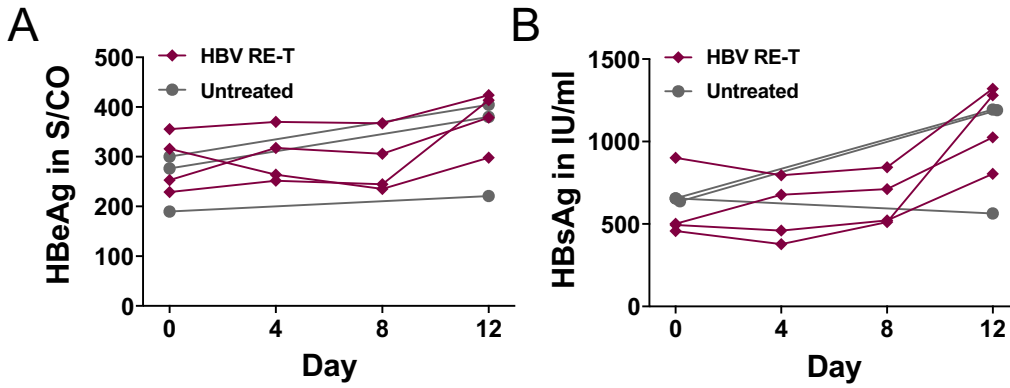 A
HBeAg in S/CO
500
400
300
200
100
0
HBV RE-T
Untreated
0 4 8 12
Day
B
HBsAg in IU/ml
1500
1000
500
0
HBV RE-T
Untreated
0 4 8 12
Day